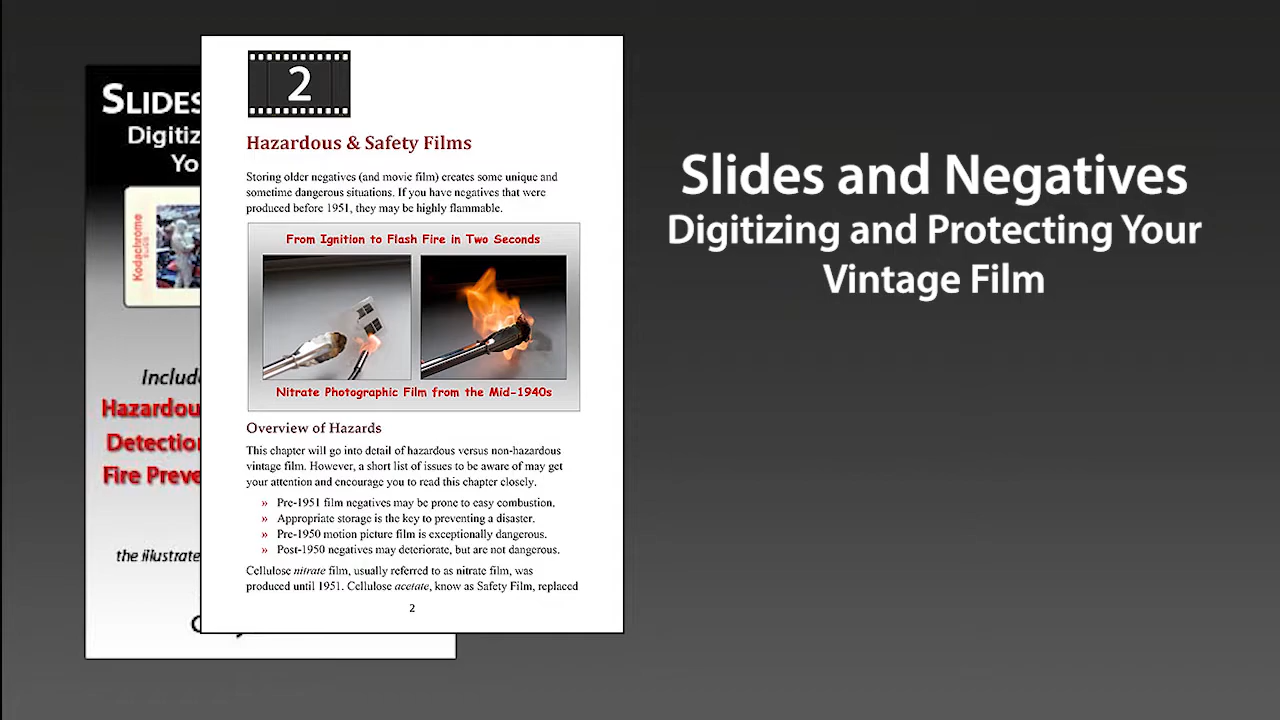 SLIDES
Digitiz
Yo
Kodachrome
SLIDE
Includ
Hazardou
Detection
Fire Preve
the illustrate
2
Hazardous & Safety Films
Storing older negatives (and movie film) creates some unique and
sometime dangerous situations. If you have negatives that were
produced before 1951, they may be highly flammable.
From Ignition to Flash Fire in Two Seconds
Nitrate Photographic Film from the Mid-1940s
Overview of Hazards
This chapter will go into detail of hazardous versus non-hazardous
vintage film. However, a short list of issues to be aware of may get
your attention and encourage you to read this chapter closely.
» Pre-1951 film negatives may be prone to easy combustion.
» Appropriate storage is the key to preventing a disaster.
» Pre-1950 motion picture film is exceptionally dangerous.
» Post-1950 negatives may deteriorate, but are not dangerous.
Cellulose nitrate film, usually referred to as nitrate film, was
produced until 1951. Cellulose acetate, know as Safety Film, replaced
2
Slides and Negatives
Digitizing and Protecting Your
Vintage Film